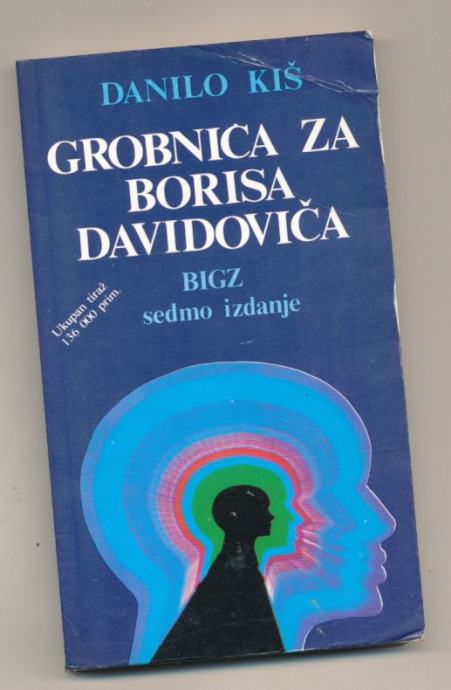 DANILO KIŠ
GROBNICA ZA
BORISA
DAVIDOVIČA
BIGZ
sedmo izdanje
Ukupan tiraž
136 000 prim.